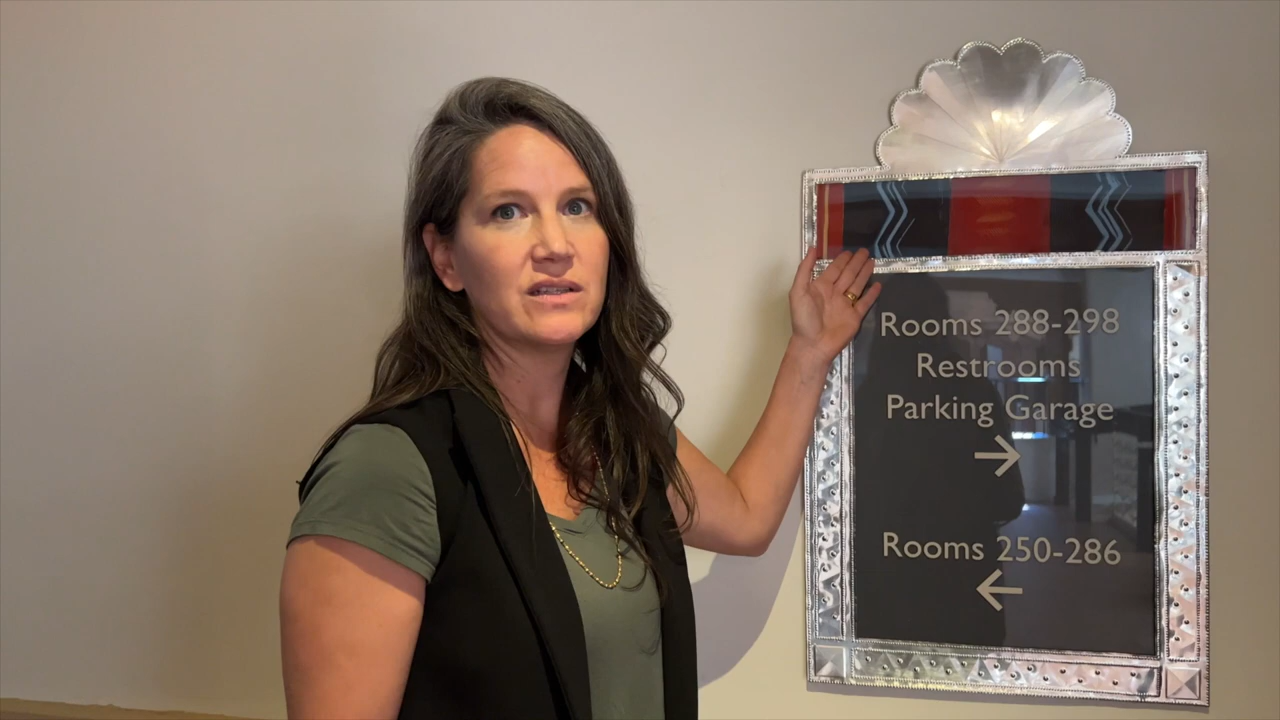 Rooms 288-298
Restrooms
Parking Garage
→
Rooms 250-286
←